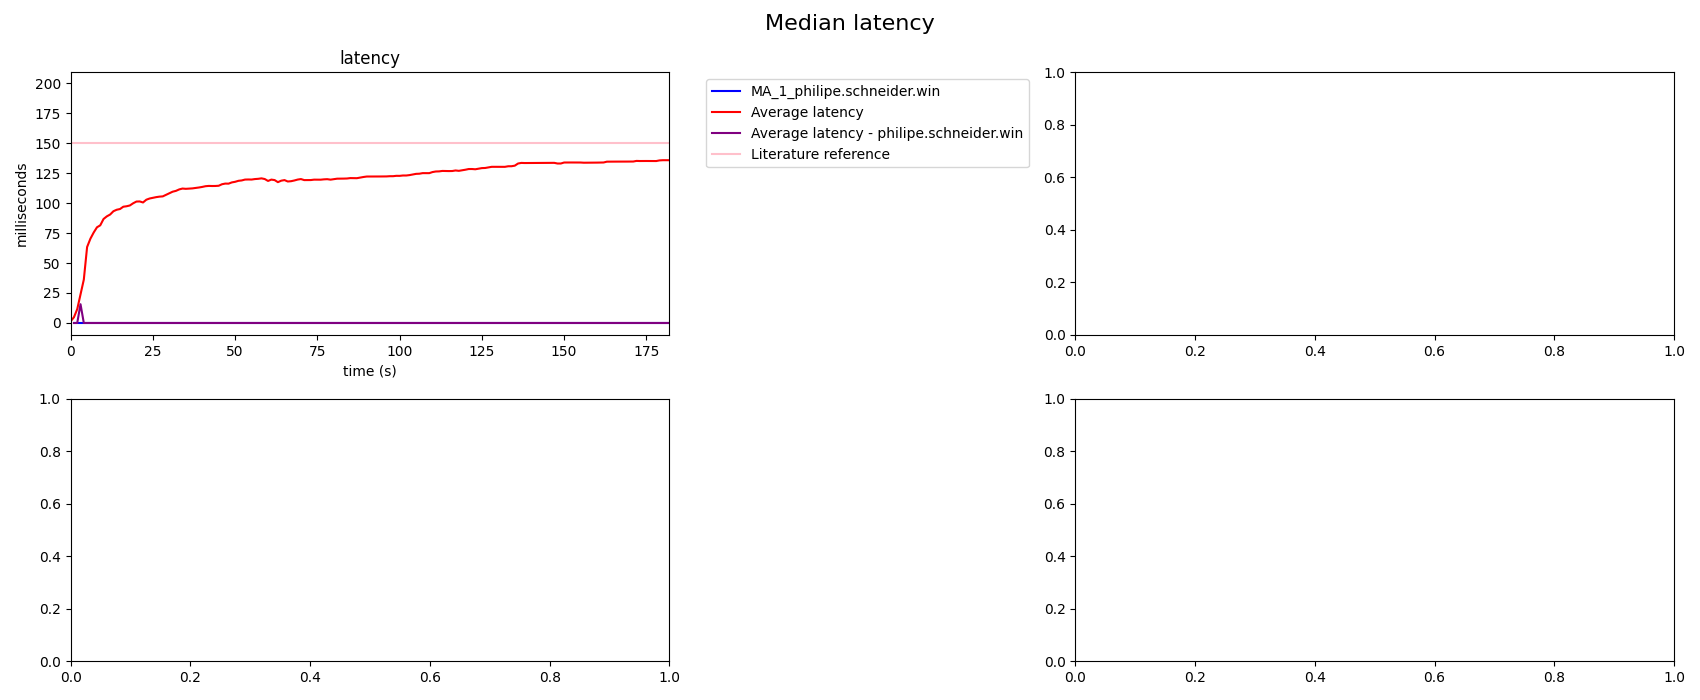 Median latency
latency
200
175
150
125
100
75
50
25
0
milliseconds
0 25 50 75 100 125 150 175
time (s)
MA_1_philipe.schneider.win
Average latency
Average latency - philipe.schneider.win
Literature reference
1.0
0.8
0.6
0.4
0.2
0.0
0.0 0.2 0.4 0.6 0.8 1.0
1.0
0.8
0.6
0.4
0.2
0.0
0.0 0.2 0.4 0.6 0.8 1.0
1.0
0.8
0.6
0.4
0.2
0.0
0.0 0.2 0.4 0.6 0.8 1.0